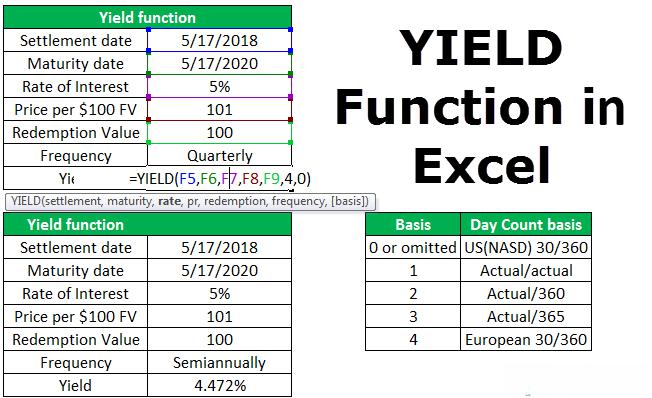 Yield function
Settlement date 5/17/2018
Maturity date 5/17/2020
Rate of Interest 5%
Price per $100 FV 101
Redemption Value 100
Frequency Quarterly
=YIELD(F5,F6,F7,F8,F9,4,0)
YIELD(settlement, maturity, rate, pr, redemption, frequency, [basis])
YIELD
Function in
Excel
Yield function
Settlement date 5/17/2018
Maturity date 5/17/2020
Rate of Interest 5%
Price per $100 FV 101
Redemption Value 100
Frequency Semiannually
Yield 4.472%
Basis Day Count basis
0 or omitted US(NASD) 30/360
1 Actual/actual
2 Actual/360
3 Actual/365
4 European 30/360